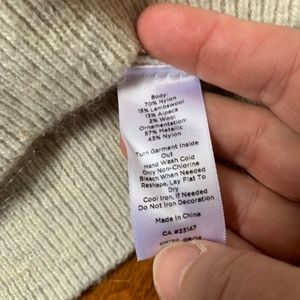 Body:
70% Nylon
15% Lambswool
13% Alpaca
2% Wool
Ornamentation:
57% Metallic
43% Nylon
Turn Garment Inside
Out
Hand Wash Cold
Only Non-Chlorine
Bleach When Needed
Reshape, Lay Flat To
Dry
Cool Iron, If Needed
Do Not Iron Decoration
Made In China
CA #23147